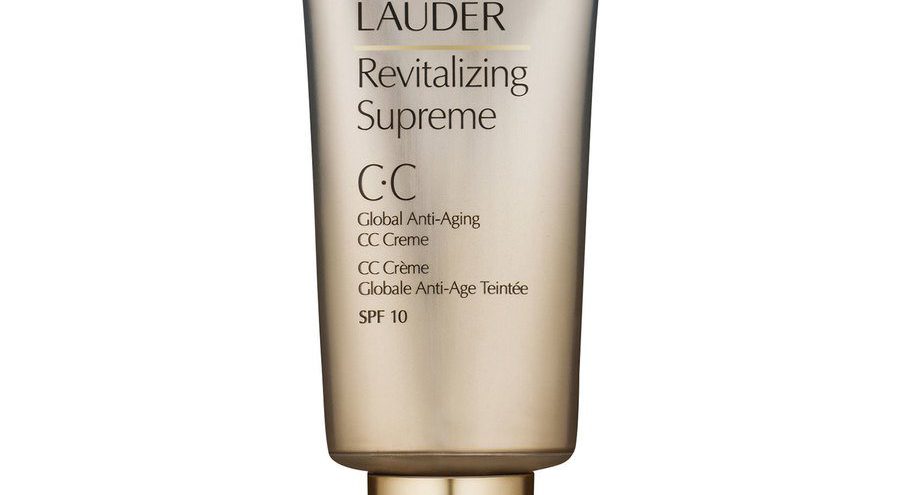 LAUDER
Revitalizing
Supreme
C·C
Global Anti-Aging
CC Creme
CC Crème
Globale Anti-Age Teintée
SPF 10